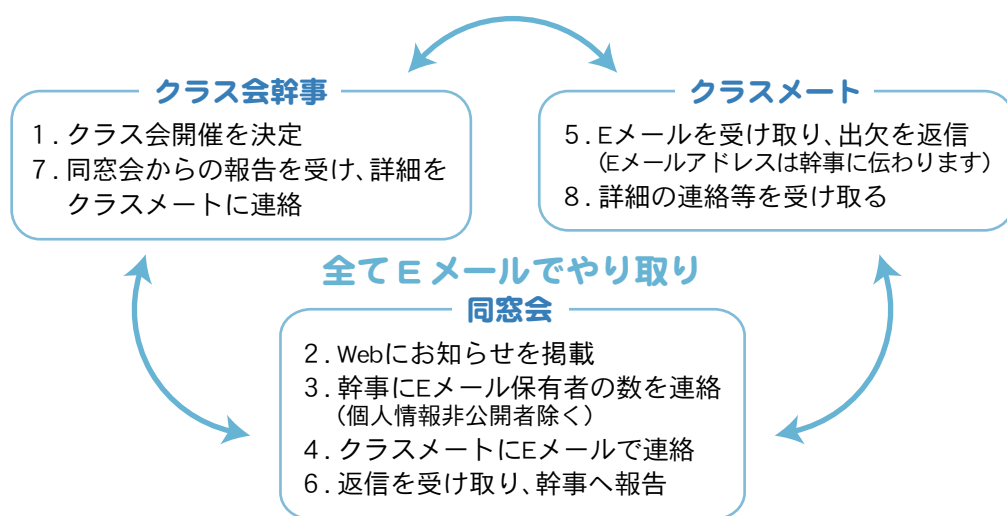 クラス会幹事
1. クラス会開催を決定
7. 同窓会からの報告を受け、詳細を
クラスメートに連絡
クラスメート
5. Eメールを受け取り、出欠を返信
(Eメールアドレスは幹事に伝わります)
8. 詳細の連絡等を受け取る
全てEメールでやり取り
同窓会
2. Webにお知らせを掲載
3. 幹事にEメール保有者の数を連絡
(個人情報非公開者除く)
4. クラスメートにEメールで連絡
6. 返信を受け取り、幹事へ報告